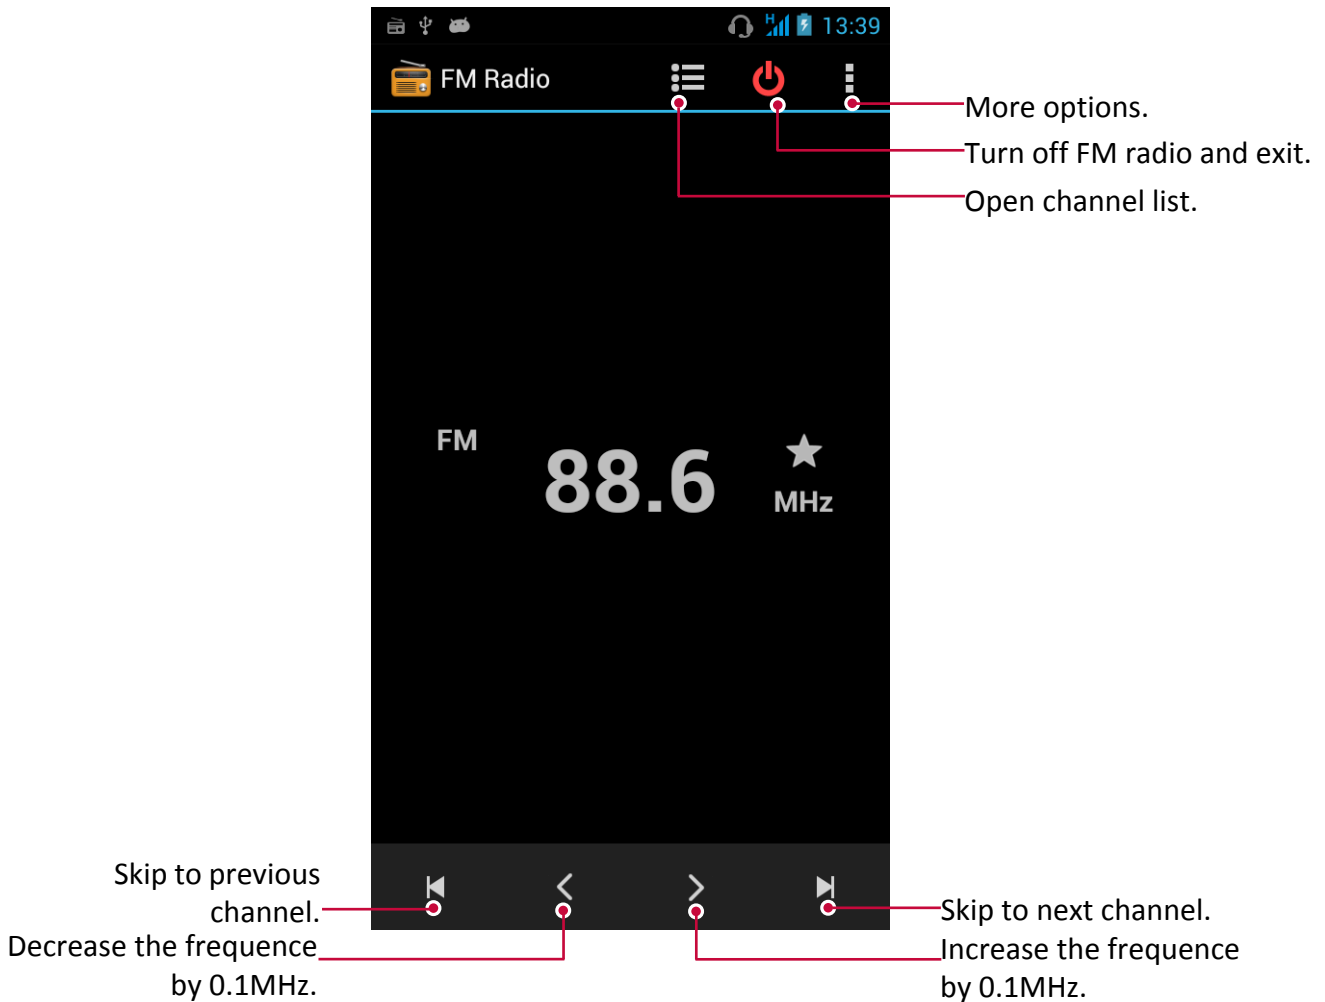 H 13:39
FM Radio
More options.
Turn off FM radio and exit.
Open channel list.
FM
88.6
MHz
Skip to previous
channel.
Decrease the frequence
by 0.1MHz.
Skip to next channel.
Increase the frequence
by 0.1MHz.